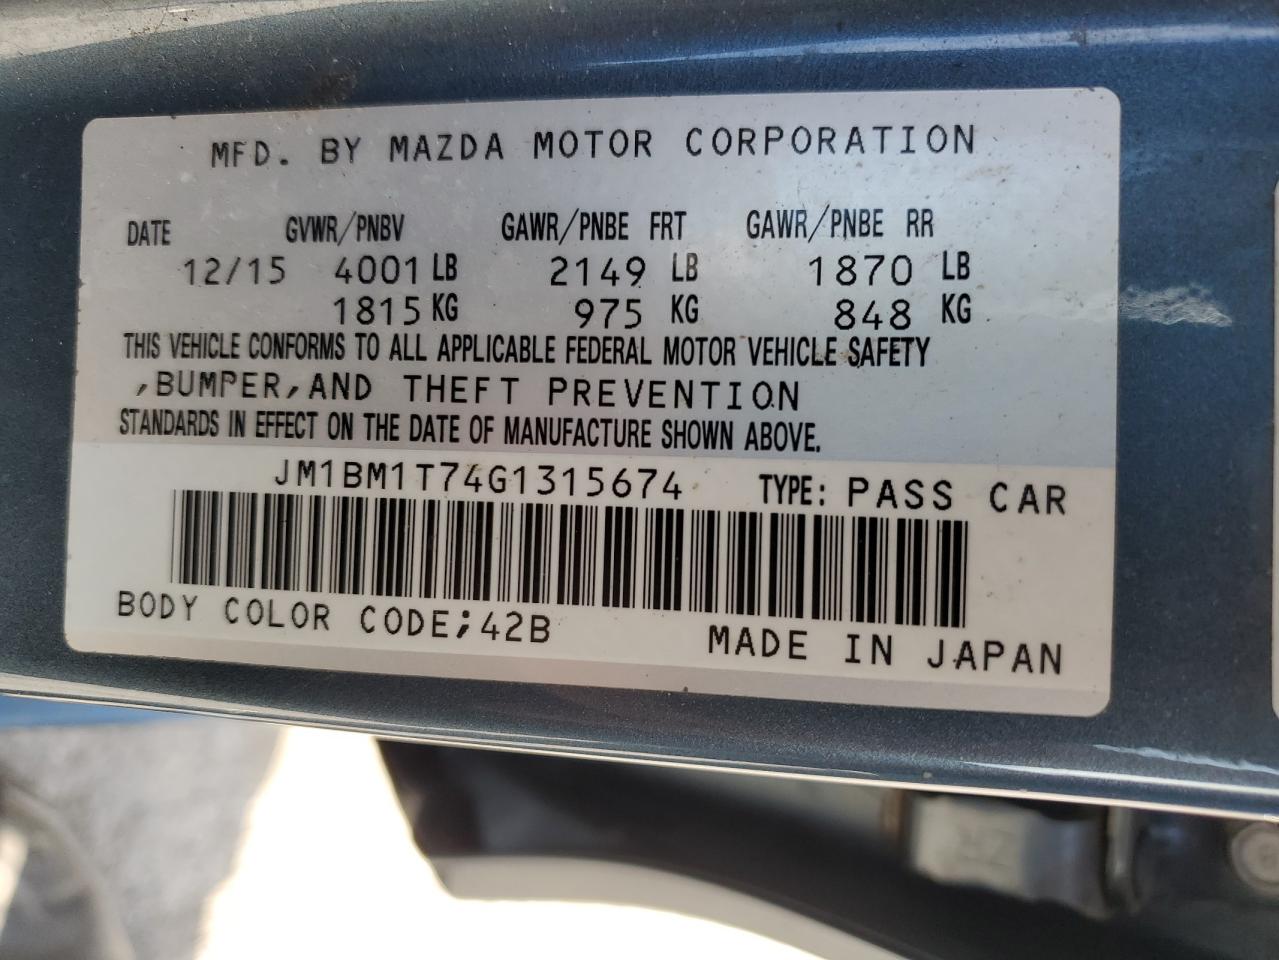 MFD. BY MAZDA MOTOR CORPORATION
DATE GVWR/PNBV GAWR/PNBE FRT GAWR/PNBE RR
12/15 4001 LB 2149 LB 1870 LB
1815 KG 975 KG 848 KG
THIS VEHICLE CONFORMS TO ALL APPLICABLE FEDERAL MOTOR VEHICLE SAFETY
,BUMPER,AND THEFT PREVENTION
STANDARDS IN EFFECT ON THE DATE OF MANUFACTURE SHOWN ABOVE.
JM1BM1T74G1315674 TYPE: PASS CAR
BODY COLOR CODE;42B MADE IN JAPAN